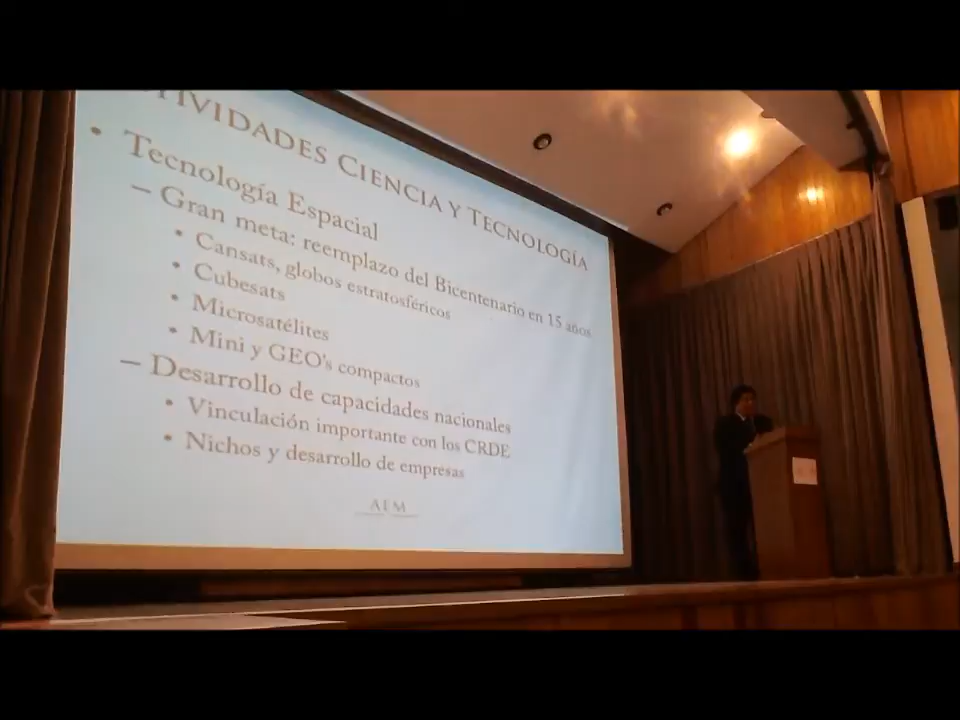 TIVIDADES CIENCIA Y TECNOLOGÍA
• Tecnología Espacial
– Gran meta: reemplazo del Bicentenario en 15 años
• Cansats, globos estratosféricos
• Cubesats
• Microsatélites
• Mini y GEO's compactos
– Desarrollo de capacidades nacionales
• Vinculación importante con los CRDE
• Nichos y desarrollo de empresas
AEM